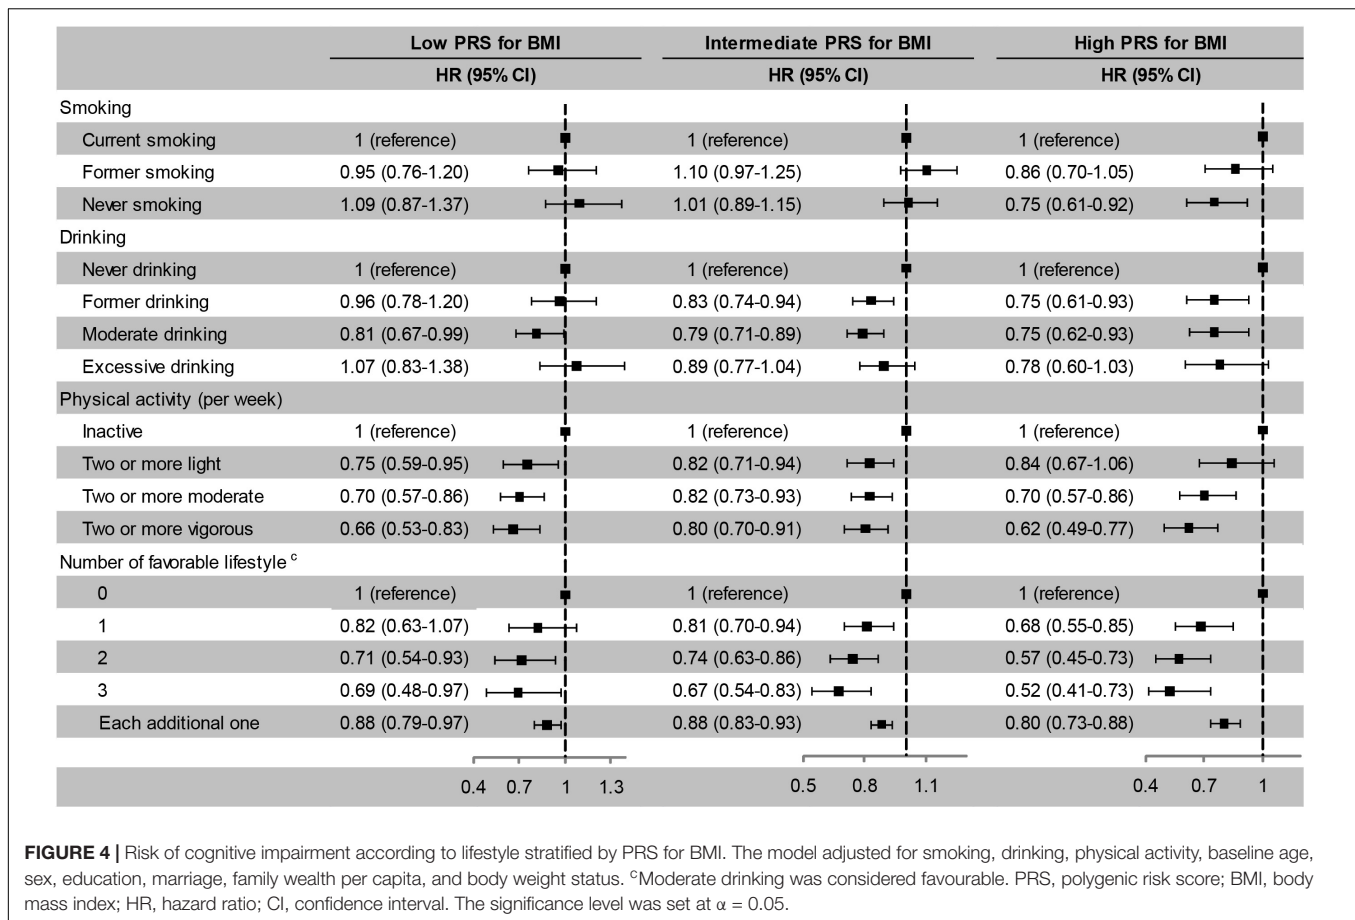 Low PRS for BMI Intermediate PRS for BMI High PRS for BMI
HR (95% CI) HR (95% CI) HR (95% CI)
Smoking
Current smoking 1 (reference) 1 (reference) 1 (reference)
Former smoking 0.95 (0.76-1.20) 1.10 (0.97-1.25) 0.86 (0.70-1.05)
Never smoking 1.09 (0.87-1.37) 1.01 (0.89-1.15) 0.75 (0.61-0.92)
Drinking
Never drinking 1 (reference) 1 (reference) 1 (reference)
Former drinking 0.96 (0.78-1.20) 0.83 (0.74-0.94) 0.75 (0.61-0.93)
Moderate drinking 0.81 (0.67-0.99) 0.79 (0.71-0.89) 0.75 (0.62-0.93)
Excessive drinking 1.07 (0.83-1.38) 0.89 (0.77-1.04) 0.78 (0.60-1.03)
Physical activity (per week)
Inactive 1 (reference) 1 (reference) 1 (reference)
Two or more light 0.75 (0.59-0.95) 0.82 (0.71-0.94) 0.84 (0.67-1.06)
Two or more moderate 0.70 (0.57-0.86) 0.82 (0.73-0.93) 0.70 (0.57-0.86)
Two or more vigorous 0.66 (0.53-0.83) 0.80 (0.70-0.91) 0.62 (0.49-0.77)
Number of favorable lifestyle c
0 1 (reference) 1 (reference) 1 (reference)
1 0.82 (0.63-1.07) 0.81 (0.70-0.94) 0.68 (0.55-0.85)
2 0.71 (0.54-0.93) 0.74 (0.63-0.86) 0.57 (0.45-0.73)
3 0.69 (0.48-0.97) 0.67 (0.54-0.83) 0.52 (0.41-0.73)
Each additional one 0.88 (0.79-0.97) 0.88 (0.83-0.93) 0.80 (0.73-0.88)
0.4 0.7 1 1.3 0.5 0.8 1.1 0.4 0.7 1
FIGURE 4 | Risk of cognitive impairment according to lifestyle stratified by PRS for BMI. The model adjusted for smoking, drinking, physical activity, baseline age,
sex, education, marriage, family wealth per capita, and body weight status. cModerate drinking was considered favourable. PRS, polygenic risk score; BMI, body
mass index; HR, hazard ratio; CI, confidence interval. The significance level was set at α = 0.05.